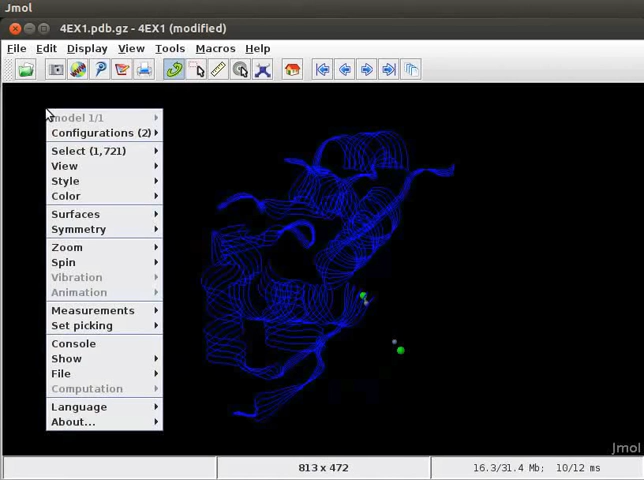 Jmol
4EX1.pdb.gz - 4EX1 (modified)
File Edit Display View Tools Macros Help
model 1/1
Configurations (2)
Select (1,721)
View
Style
Color
Surfaces
Symmetry
Zoom
Spin
Vibration
Animation
Measurements
Set picking
Console
Show
File
Computation
Language
About...
Jmol
813 x 472
16.3/31.4 Mb; 10/12 ms